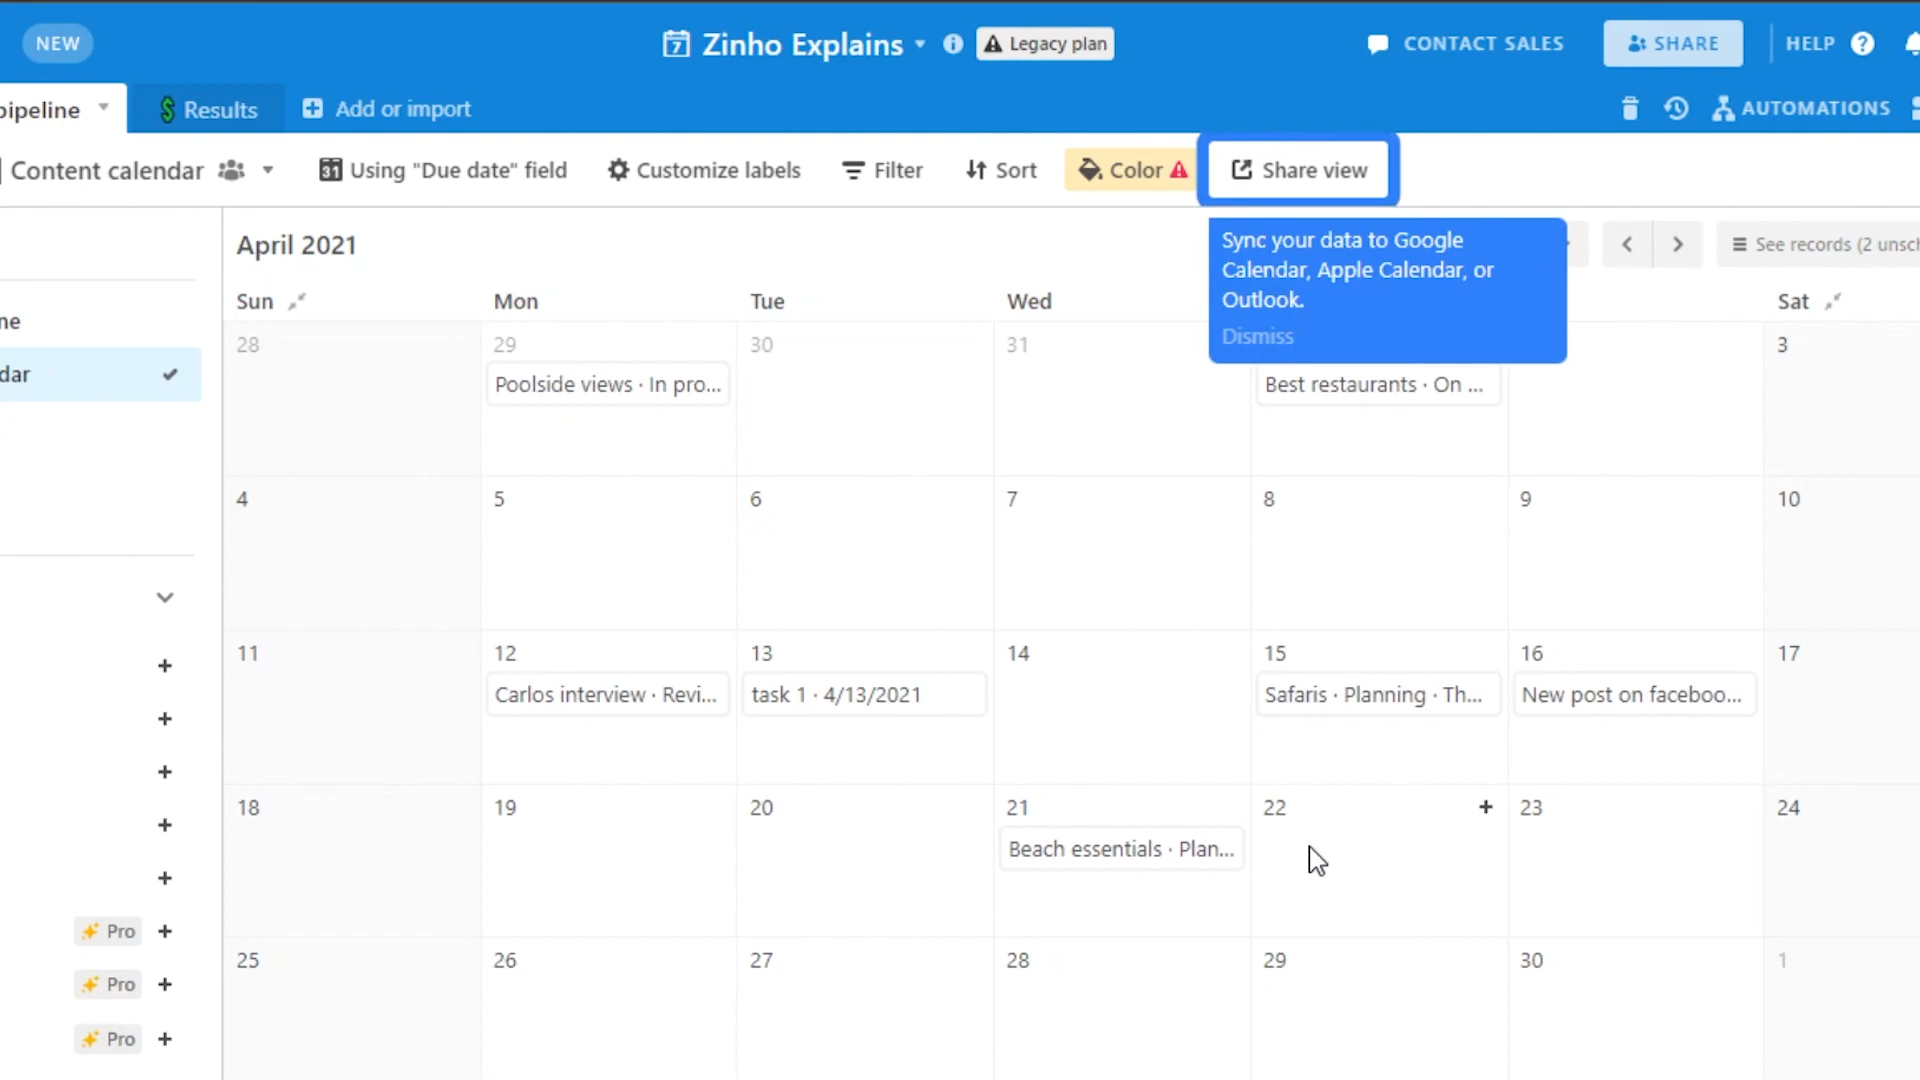 NEW
Zinho Explains
Legacy plan
CONTACT SALES
SHARE
HELP
pipeline
Results
Add or import
AUTOMATIONS
Content calendar
Using "Due date" field
Customize labels
Filter
Sort
Color
Share view
April 2021
Sync your data to Google
Calendar, Apple Calendar, or
Outlook.
Dismiss
See records (2 unsch
Sun
Mon
Tue
Wed
Sat
ne
dar
28
29
30
31
3
Poolside views · In pro...
Best restaurants · On ...
4
5
6
7
8
9
10
11
12
13
14
15
16
17
Carlos interview · Revi...
task 1 · 4/13/2021
Safaris · Planning · Th...
New post on faceboo...
18
19
20
21
22
23
24
Beach essentials · Plan...
25
26
27
28
29
30
1
Pro
Pro
Pro